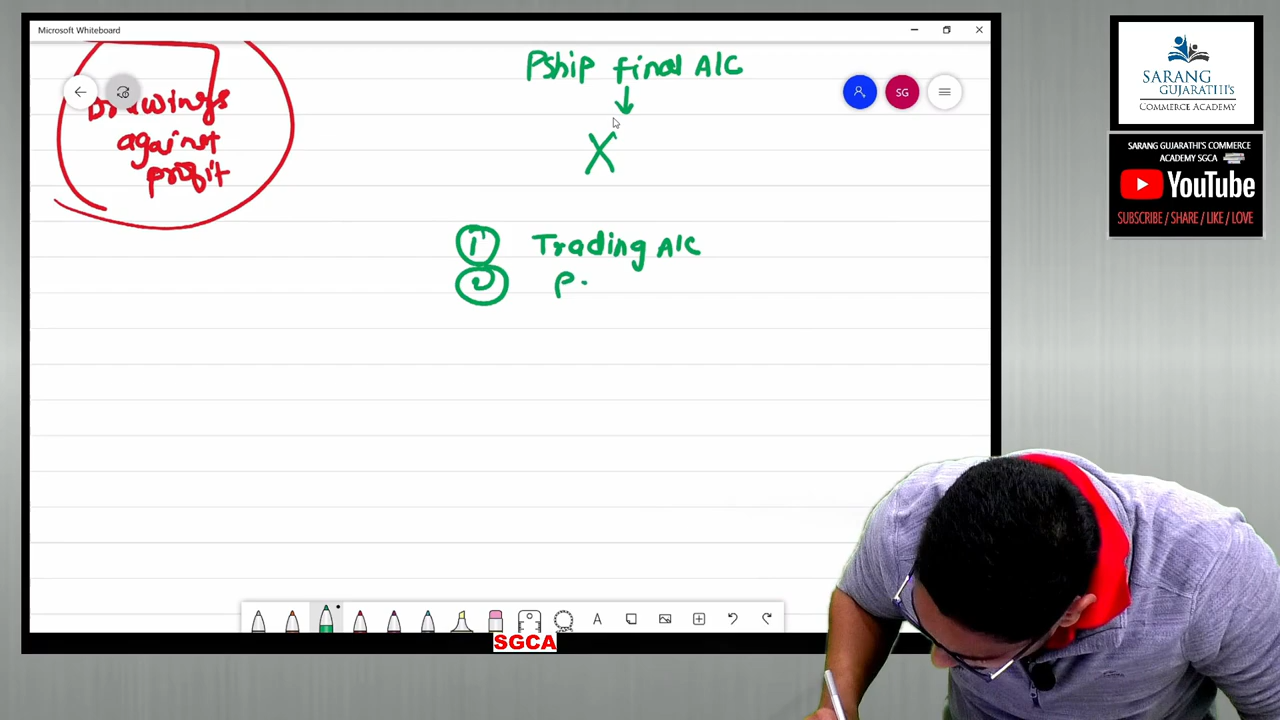 Microsoft Whiteboard
Drawings
against
profit
Pship final A/C
X
1 Trading A/C
2 P.
SG
A
SGCA
SARANG
GUJARATHI'S
COMMERCE ACADEMY
SARANG GUJARATHI'S COMMERCE
ACADEMY SGCA
YouTube
SUBSCRIBE / SHARE / LIKE / LOVE